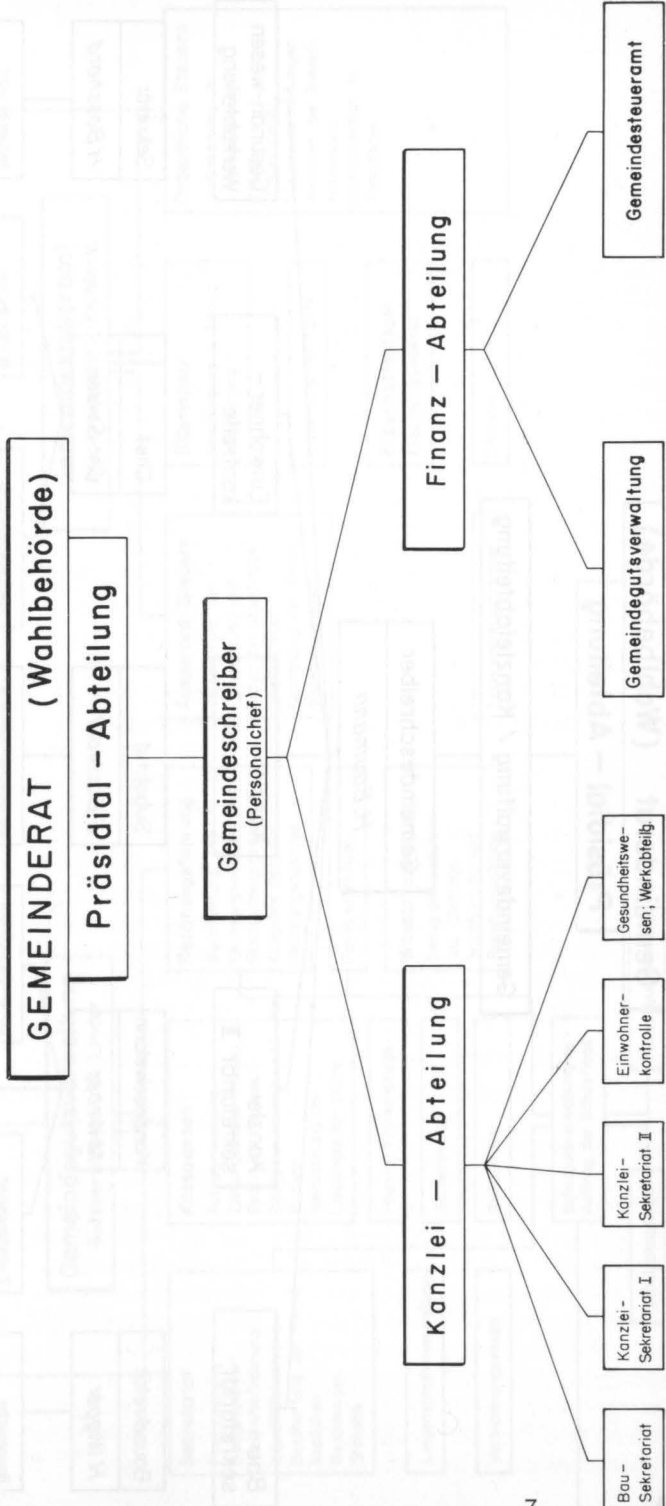 GEMEINDERAT (Wahlbehörde)
Präsidial – Abteilung
Gemeindeschreiber
(Personalchef)
Kanzlei — Abteilung
Finanz — Abteilung
Bau-
Sekretariat
Kanzlei-
Sekretariat I
Kanzlei-
Sekretariat II
Einwohner-
kontrolle
Gesundheitswe-
sen; Werkabteilg.
Gemeindegutsverwaltung
Gemeindesteueramt
7